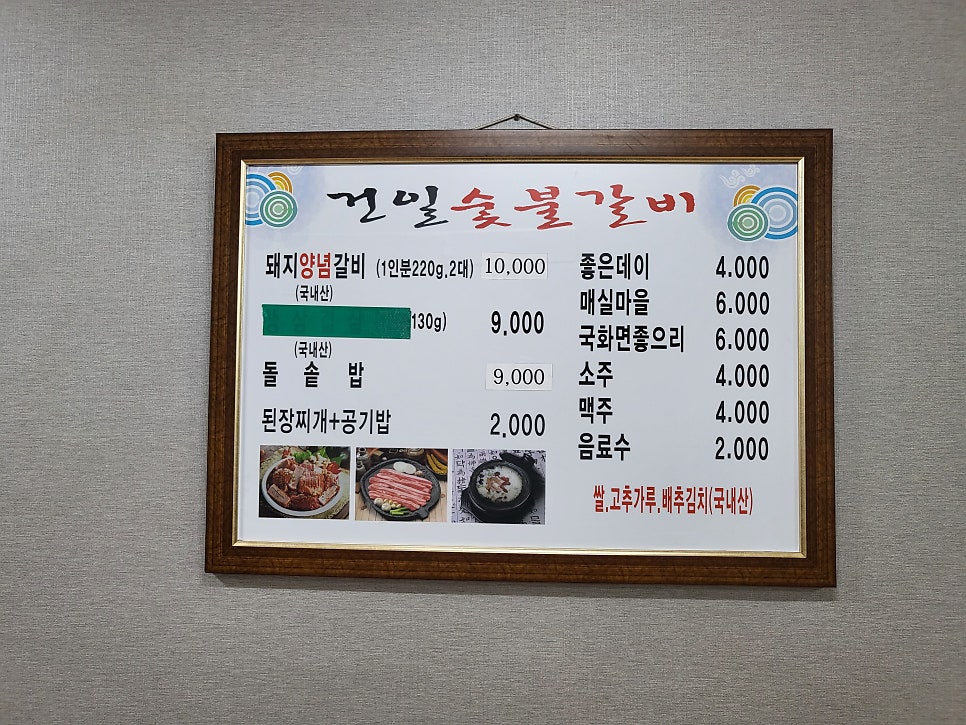 건일숯불갈비
돼지양념갈비 (1인분220g.2대) 10,000
(국내산)
130g) 9,000
(국내산)
돌 솥 밥 9,000
된장찌개+공기밥 2,000
좋은데이 4.000
매실마을 6.000
국화면좋으리 6.000
소주 4.000
맥주 4.000
음료수 2.000
쌀.고추가루.배추김치(국내산)